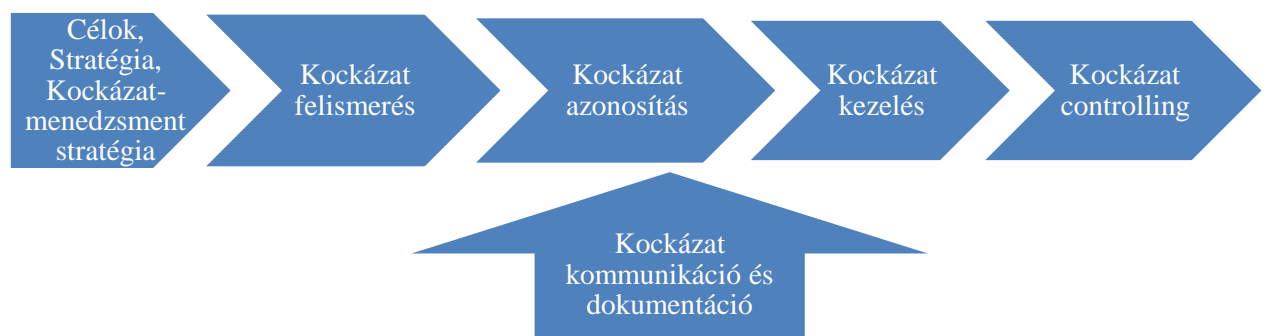 Célok,
Stratégia,
Kockázat-
menedzsment
stratégia
Kockázat
felismerés
Kockázat
azonosítás
Kockázat
kezelés
Kockázat
controlling
Kockázat
kommunikáció és
dokumentáció